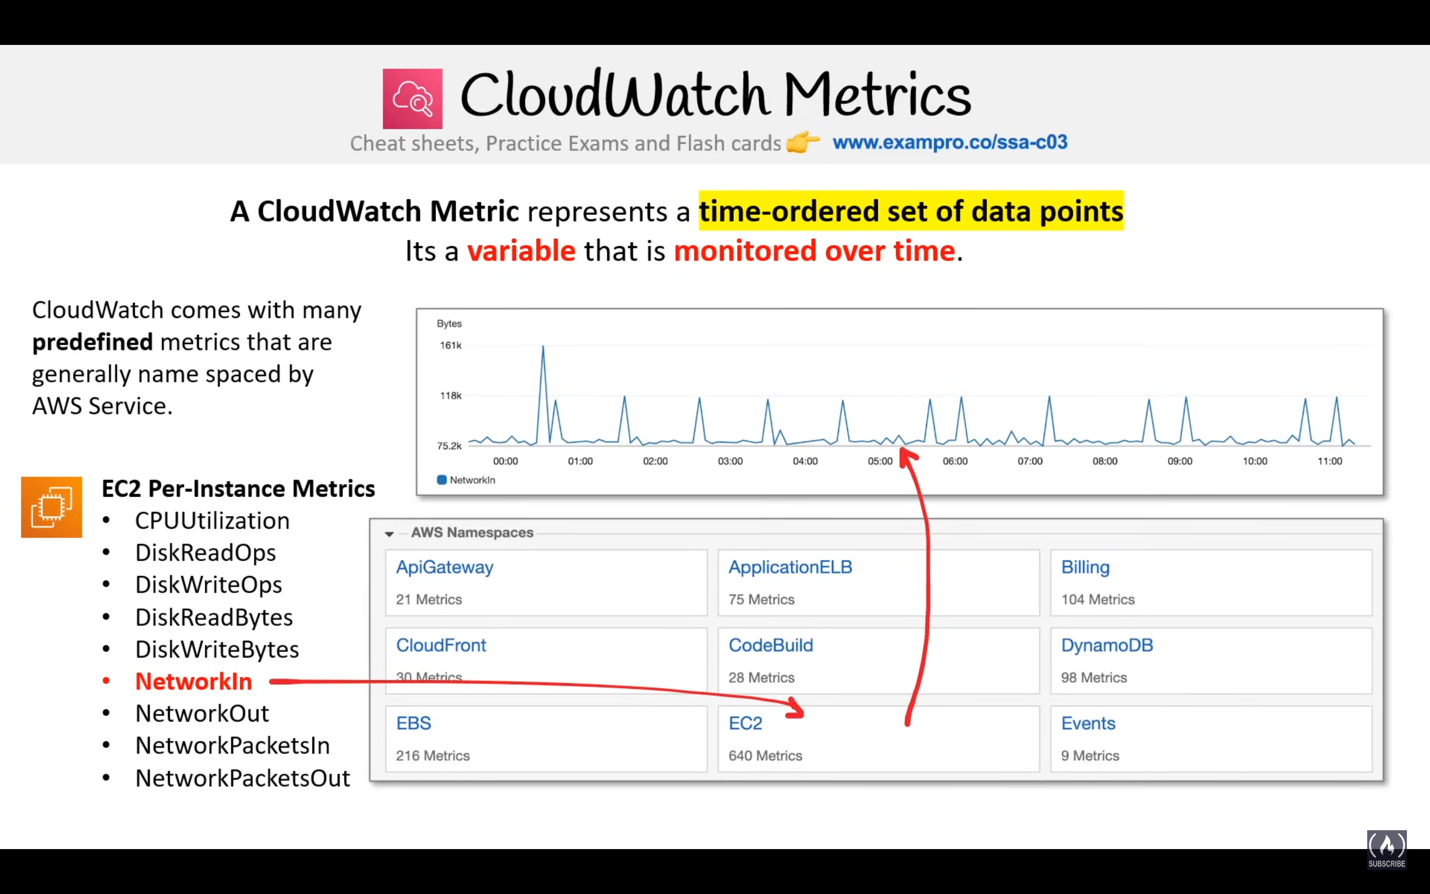 CloudWatch Metrics
Cheat sheets, Practice Exams and Flash cards 👉 www.exampro.co/ssa-c03
A CloudWatch Metric represents a time-ordered set of data points
Its a variable that is monitored over time.
CloudWatch comes with many
predefined metrics that are
generally name spaced by
AWS Service.
Bytes
161k
118k
75.2k
00:00 01:00 02:00 03:00 04:00 05:00 06:00 07:00 08:00 09:00 10:00 11:00
NetworkIn
EC2 Per-Instance Metrics
• CPUUtilization
• DiskReadOps
• DiskWriteOps
• DiskReadBytes
• DiskWriteBytes
• NetworkIn
• NetworkOut
• NetworkPacketsIn
• NetworkPacketsOut
AWS Namespaces
ApiGateway
21 Metrics
ApplicationELB
75 Metrics
Billing
104 Metrics
CloudFront
30 Metrics
CodeBuild
28 Metrics
DynamoDB
98 Metrics
EBS
216 Metrics
EC2
640 Metrics
Events
9 Metrics
SUBSCRIBE